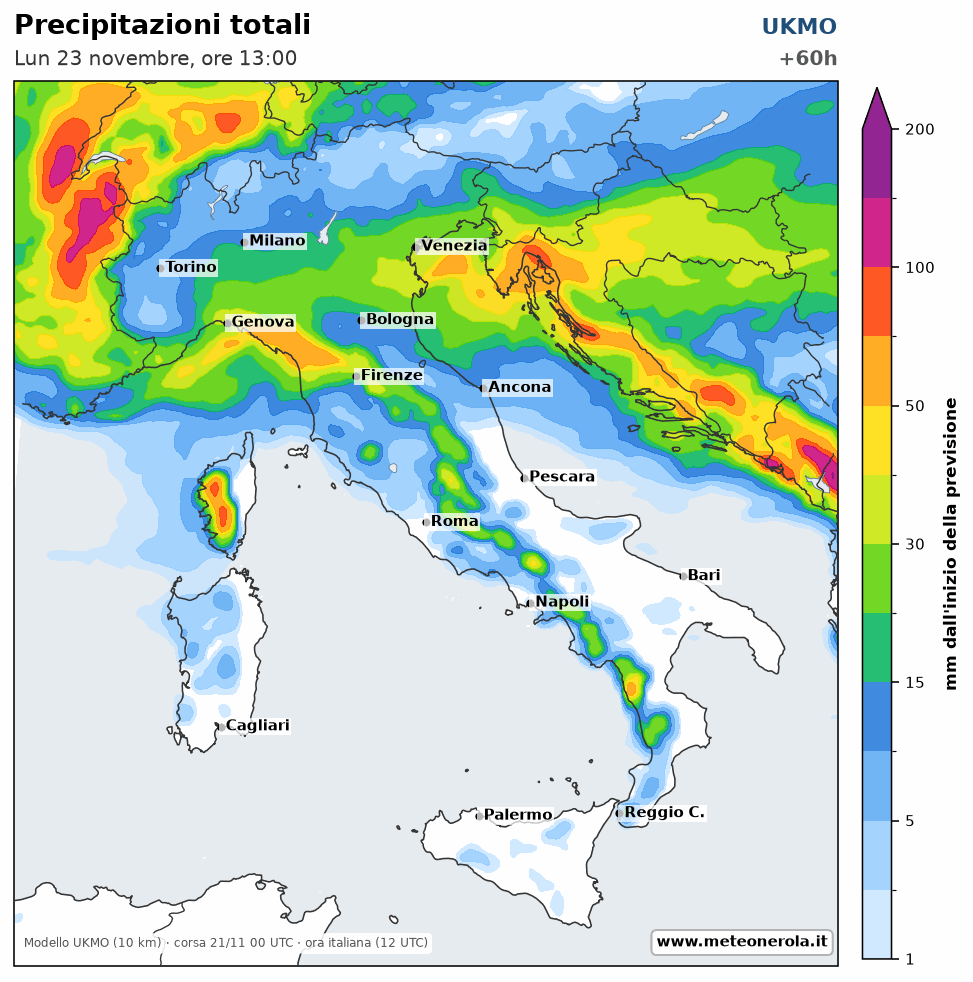 Precipitazioni totali
UKMO
Lun 23 novembre, ore 13:00
+60h
200
100
50
30
15
5
1
mm dall'inizio della previsione
Milano
Venezia
Torino
Genova
Bologna
Firenze
Ancona
Pescara
Roma
Bari
Napoli
Cagliari
Palermo
Reggio C.
Modello UKMO (10 km) · corsa 21/11 00 UTC · ora italiana (12 UTC)
www.meteonerola.it